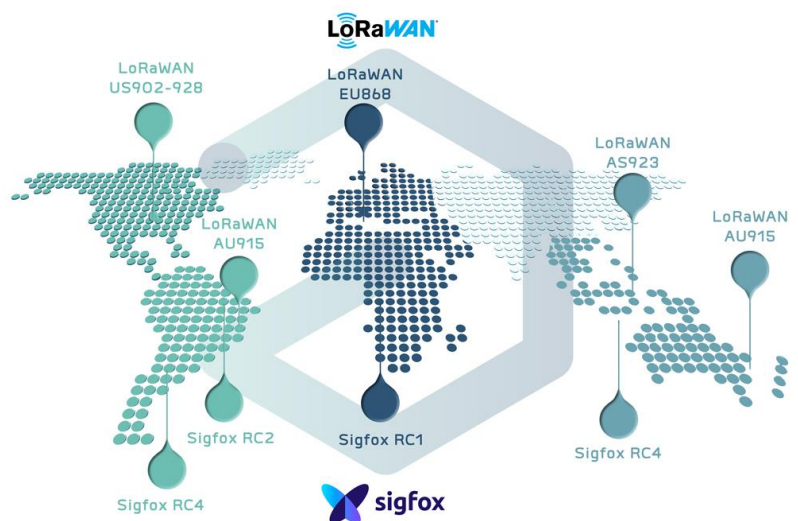 LoRaWAN
LoRaWAN
US902-928
LoRaWAN
EU868
LoRaWAN
AS923
LoRaWAN
AU915
LoRaWAN
AU915
Sigfox RC2
Sigfox RC1
Sigfox RC4
Sigfox RC4
sigfox